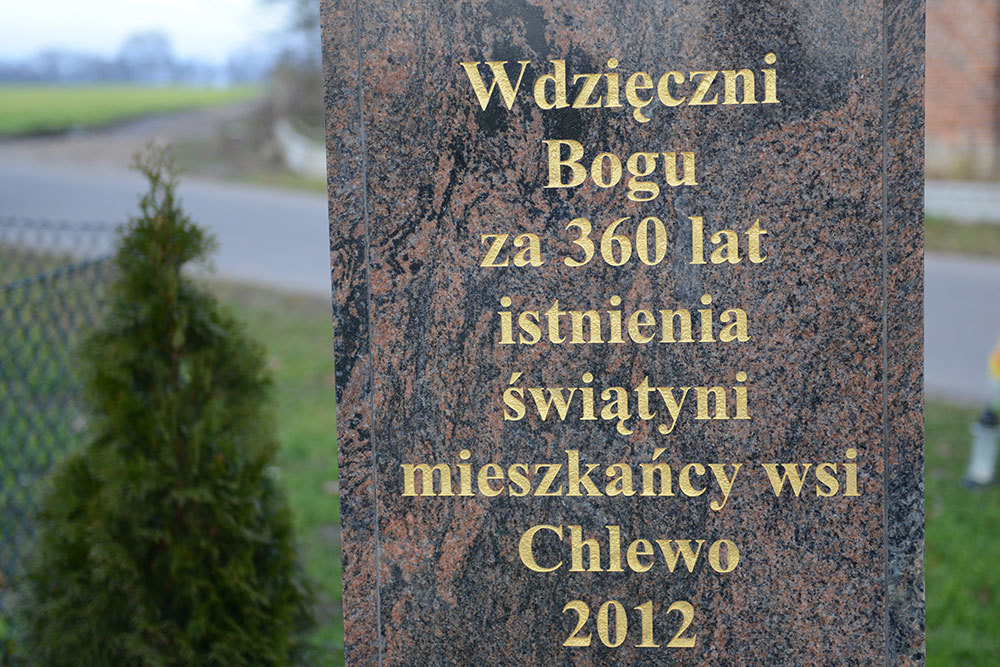 Wdzięczni
Bogu
za 360 lat
istnienia
świątyni
mieszkańcy wsi
Chlewo
2012